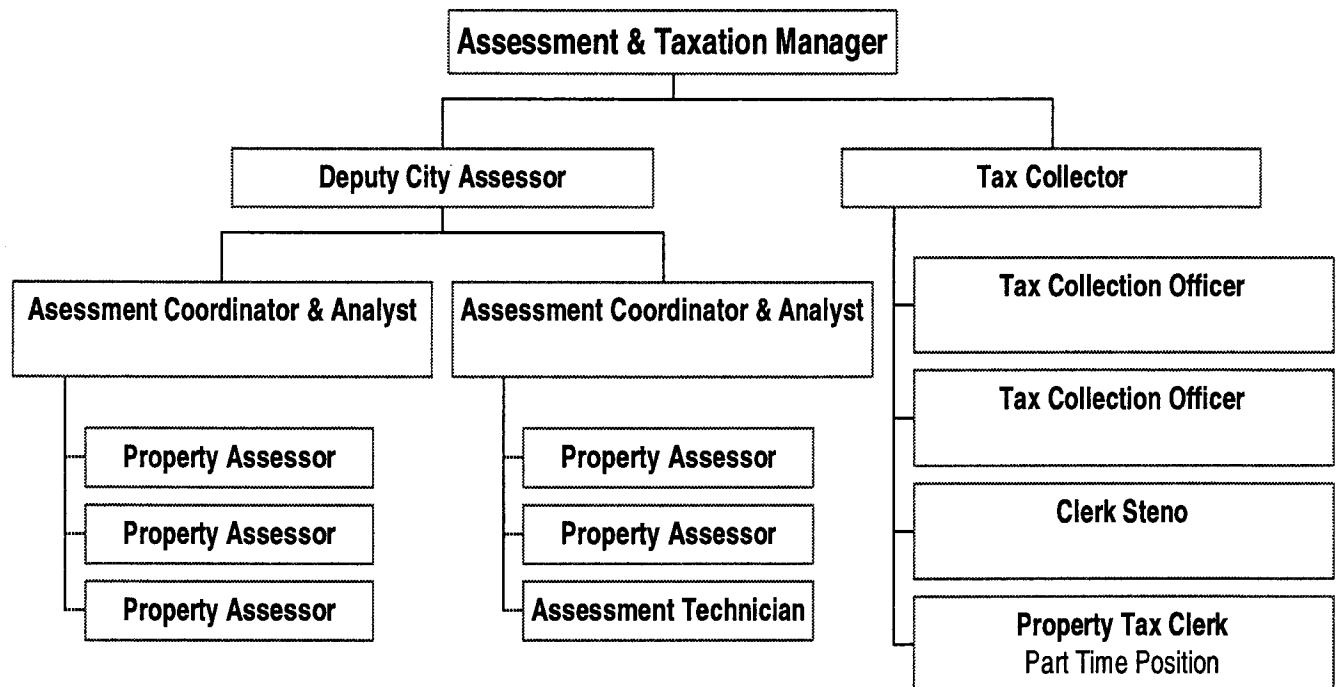 Assessment & Taxation Manager
Deputy City Assessor
Tax Collector
Asessment Coordinator & Analyst
Assessment Coordinator & Analyst
Tax Collection Officer
Tax Collection Officer
Clerk Steno
Property Tax Clerk
Part Time Position
Property Assessor
Property Assessor
Property Assessor
Property Assessor
Property Assessor
Assessment Technician